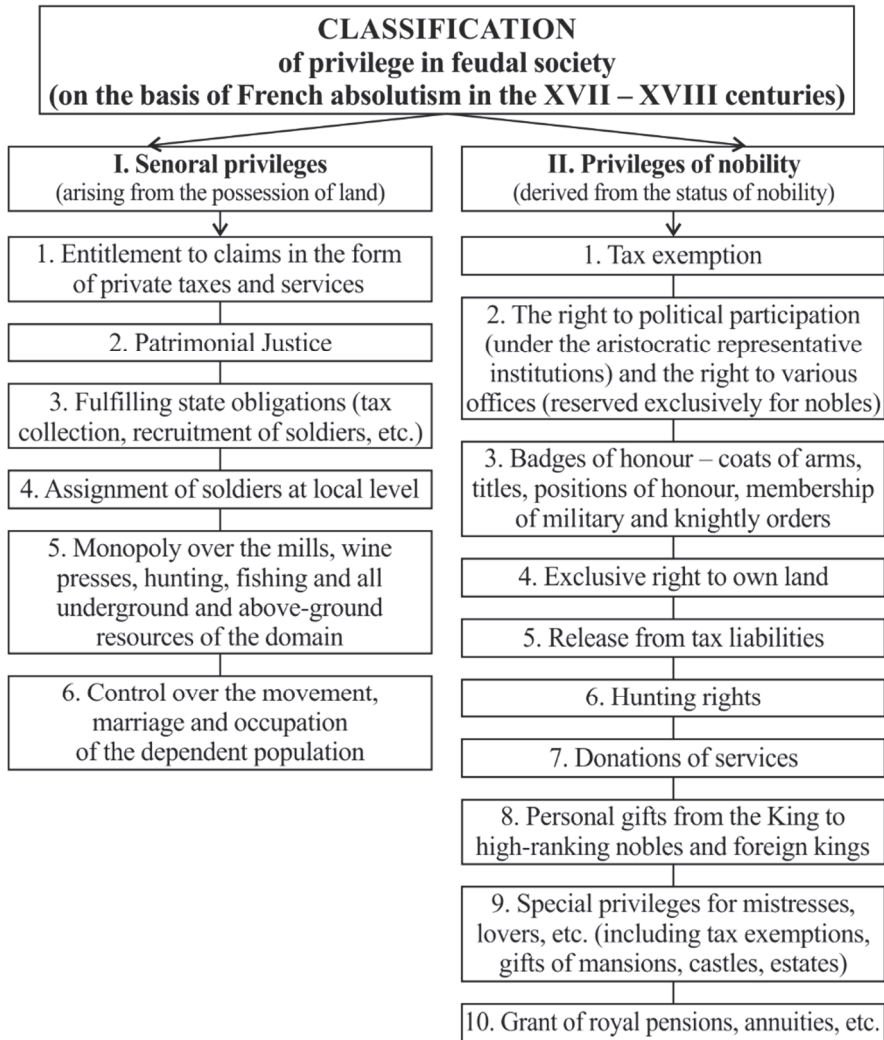 CLASSIFICATION
of privilege in feudal society
(on the basis of French absolutism in the XVII – XVIII centuries)
I. Senoral privileges
(arising from the possession of land)
1. Entitlement to claims in the form
of private taxes and services
2. Patrimonial Justice
3. Fulfilling state obligations (tax
collection, recruitment of soldiers, etc.)
4. Assignment of soldiers at local level
5. Monopoly over the mills, wine
presses, hunting, fishing and all
underground and above-ground
resources of the domain
6. Control over the movement,
marriage and occupation
of the dependent population
II. Privileges of nobility
(derived from the status of nobility)
1. Tax exemption
2. The right to political participation
(under the aristocratic representative
institutions) and the right to various
offices (reserved exclusively for nobles)
3. Badges of honour – coats of arms,
titles, positions of honour, membership
of military and knightly orders
4. Exclusive right to own land
5. Release from tax liabilities
6. Hunting rights
7. Donations of services
8. Personal gifts from the King to
high-ranking nobles and foreign kings
9. Special privileges for mistresses,
lovers, etc. (including tax exemptions,
gifts of mansions, castles, estates)
10. Grant of royal pensions, annuities, etc.